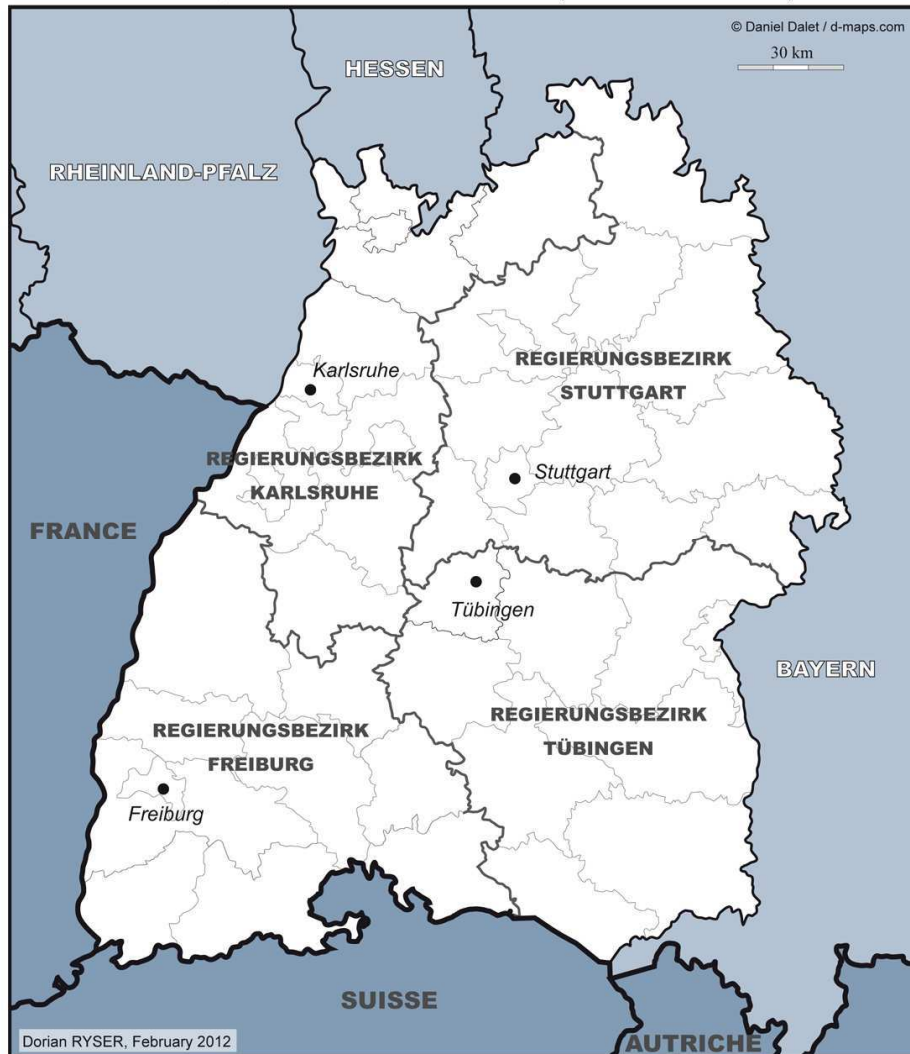 © Daniel Dalet / d-maps.com
30 km
HESSEN
RHEINLAND-PFALZ
REGIERUNGSBEZIRK
STUTTGART
Karlsruhe
REGIERUNGSBEZIRK
KARLSRUHE
Stuttgart
FRANCE
Tübingen
BAYERN
REGIERUNGSBEZIRK
TÜBINGEN
REGIERUNGSBEZIRK
FREIBURG
Freiburg
SUISSE
Dorian RYSER, February 2012
AUTRICHE